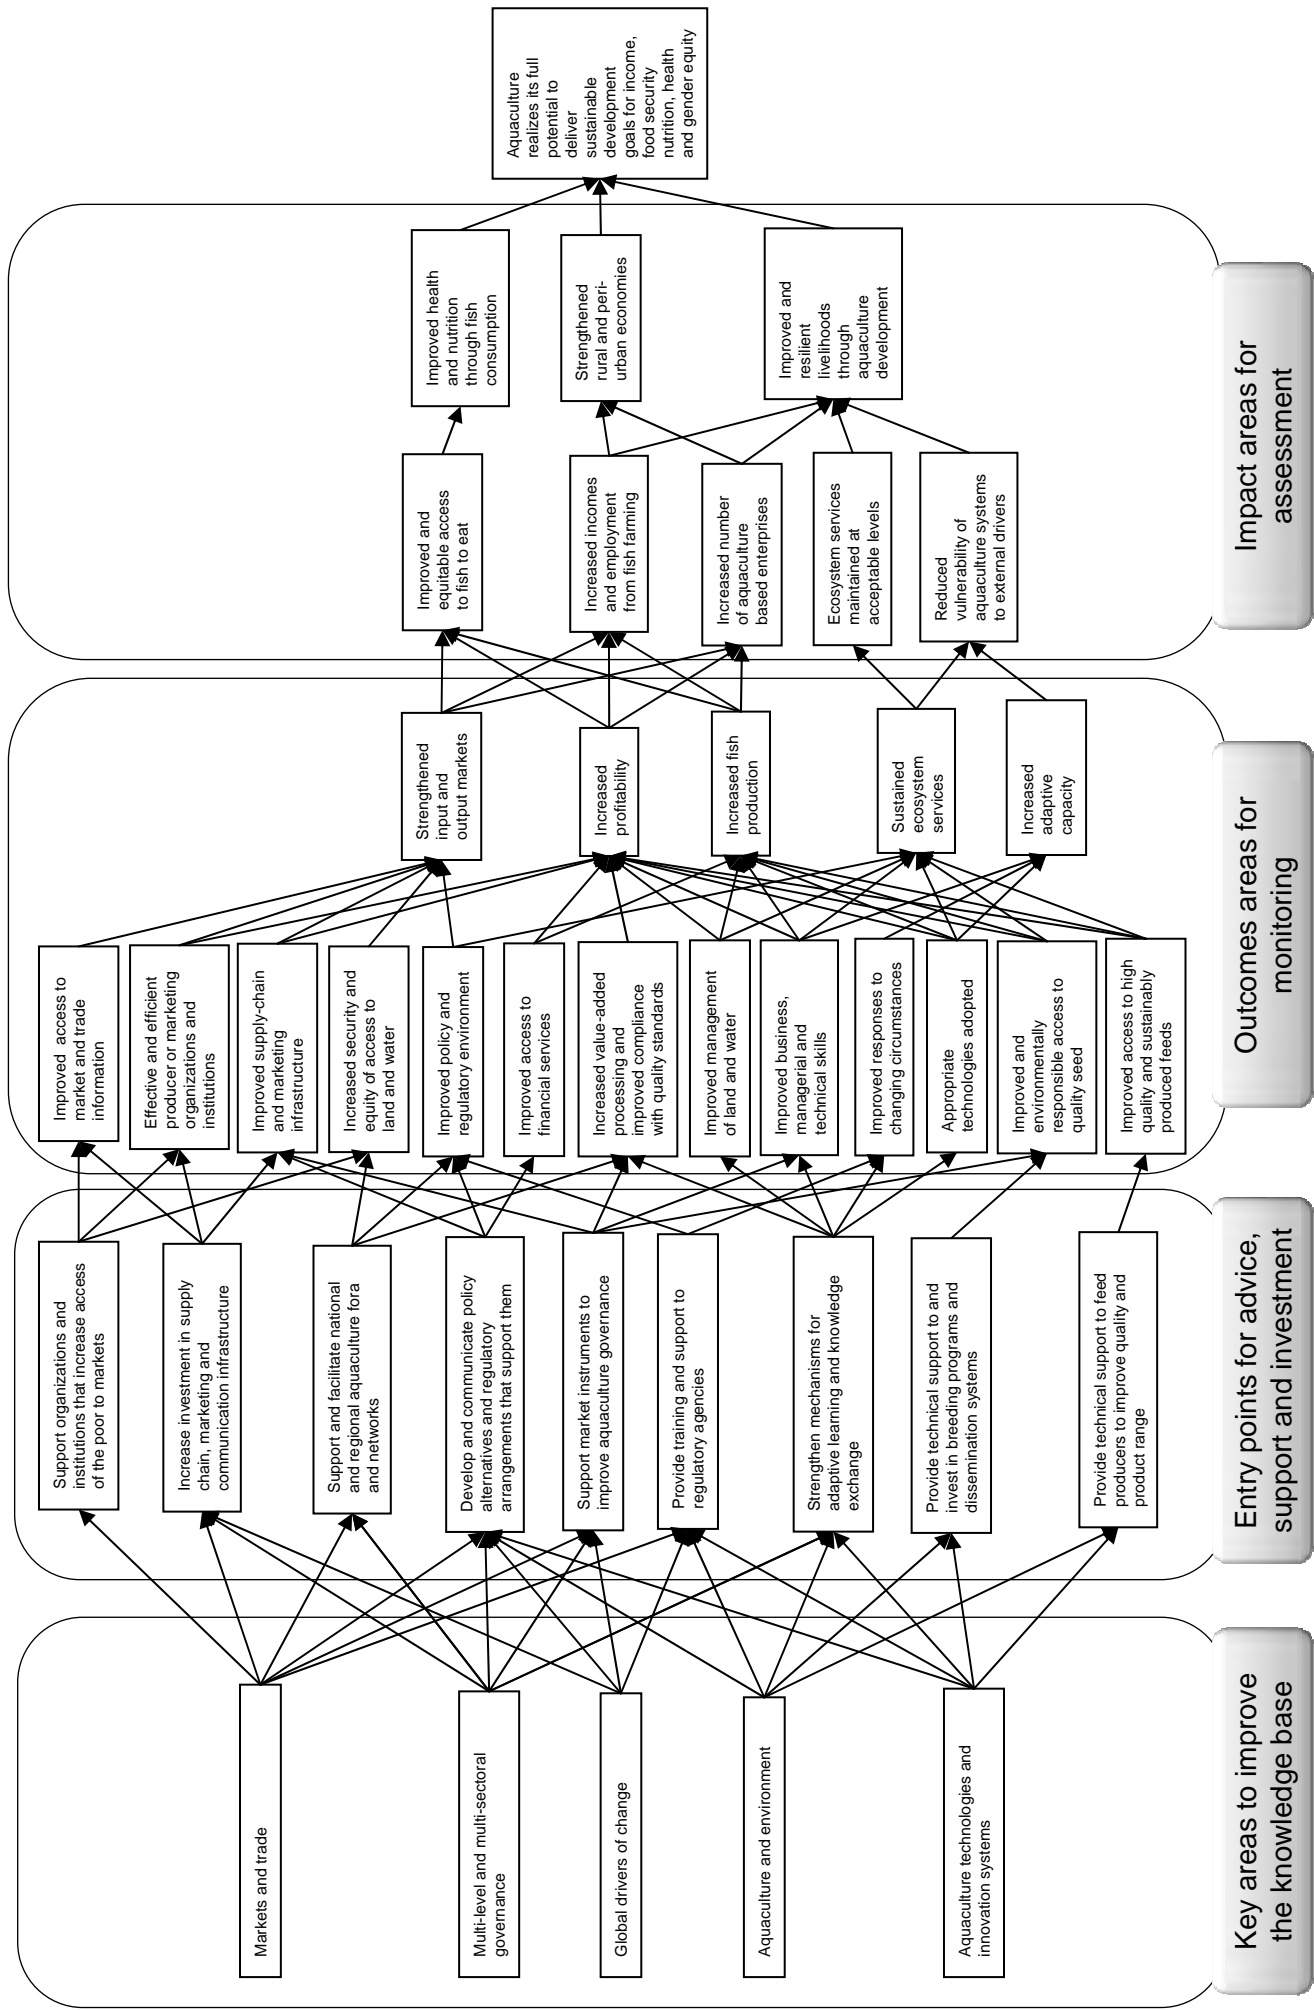 Key areas to improve
the knowledge base
Markets and trade
Multi-level and multi-sectoral
governance
Global drivers of change
Aquaculture and environment
Aquaculture technologies and
innovation systems
Entry points for advice,
support and investment
Support organizations and
institutions that increase access
of the poor to markets
Increase investment in supply
chain, marketing and
communication infrastructure
Support and facilitate national
and regional aquaculture fora
and networks
Develop and communicate policy
alternatives and regulatory
arrangements that support them
Support market instruments to
improve aquaculture governance
Provide training and support to
regulatory agencies
Strengthen mechanisms for
adaptive learning and knowledge
exchange
Provide technical support to and
invest in breeding programs and
dissemination systems
Provide technical support to feed
producers to improve quality and
product range
Outcomes areas for
monitoring
Improved access to
market and trade
information
Effective and efficient
producer or marketing
organizations and
institutions
Improved supply-chain
and marketing
infrastructure
Increased security and
equity of access to
land and water
Improved policy and
regulatory environment
Improved access to
financial services
Increased value-added
processing and
improved compliance
with quality standards
Improved management
of land and water
Improved business,
managerial and
technical skills
Improved responses to
changing circumstances
Appropriate
technologies adopted
Improved and
environmentally
responsible access to
quality seed
Improved access to high
quality and sustainably
produced feeds
Strengthened
input and
output markets
Increased
profitability
Increased fish
production
Sustained
ecosystem
services
Increased
adaptive
capacity
Impact areas for
assessment
Improved and
equitable access
to fish to eat
Increased incomes
and employment
from fish farming
Increased number
of aquaculture
based enterprises
Ecosystem services
maintained at
acceptable levels
Reduced
vulnerability of
aquaculture systems
to external drivers
Improved health
and nutrition
through fish
consumption
Strengthened
rural and peri-
urban economies
Improved and
resilient
livelihoods
through
aquaculture
development
Aquaculture
realizes its full
potential to
deliver
sustainable
development
goals for income,
food security
nutrition, health
and gender equity